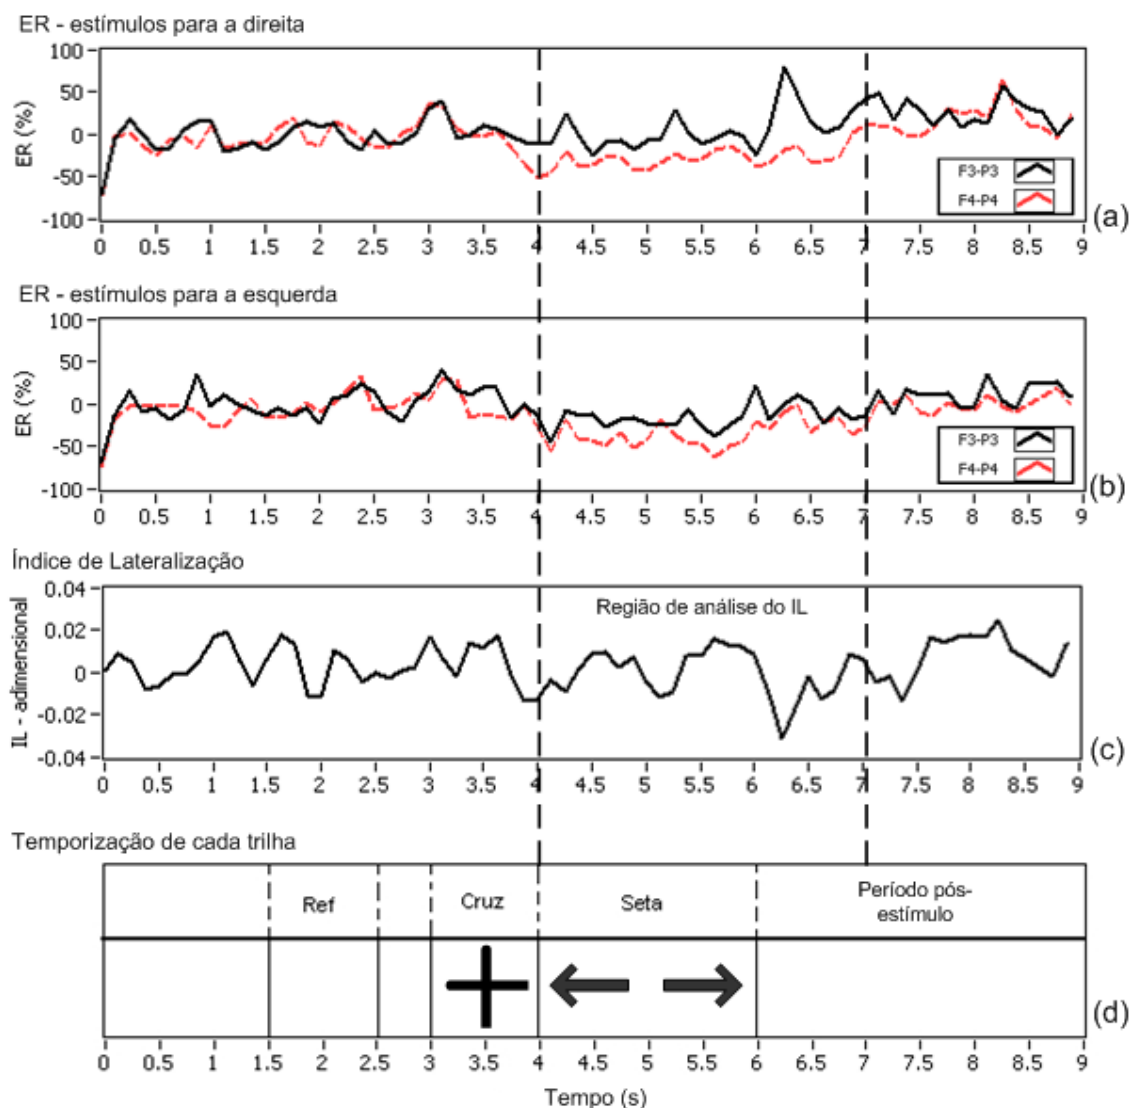 ER - estímulos para a direita
100
50
0
-50
-100
ER (%)
F3-P3
F4-P4
(a)
0 0.5 1 1.5 2 2.5 3 3.5 4 4.5 5 5.5 6 6.5 7 7.5 8 8.5 9
ER - estímulos para a esquerda
100
50
0
-50
-100
ER (%)
F3-P3
F4-P4
(b)
0 0.5 1 1.5 2 2.5 3 3.5 4 4.5 5 5.5 6 6.5 7 7.5 8 8.5 9
Índice de Lateralização
0.04
0.02
0
-0.02
-0.04
IL - adimensional
Região de análise do IL
(c)
0 0.5 1 1.5 2 2.5 3 3.5 4 4.5 5 5.5 6 6.5 7 7.5 8 8.5 9
Temporização de cada trilha
Ref
Cruz
Seta
Período pós-
estímulo
(d)
0 0.5 1 1.5 2 2.5 3 3.5 4 4.5 5 5.5 6 6.5 7 7.5 8 8.5 9
Tempo (s)